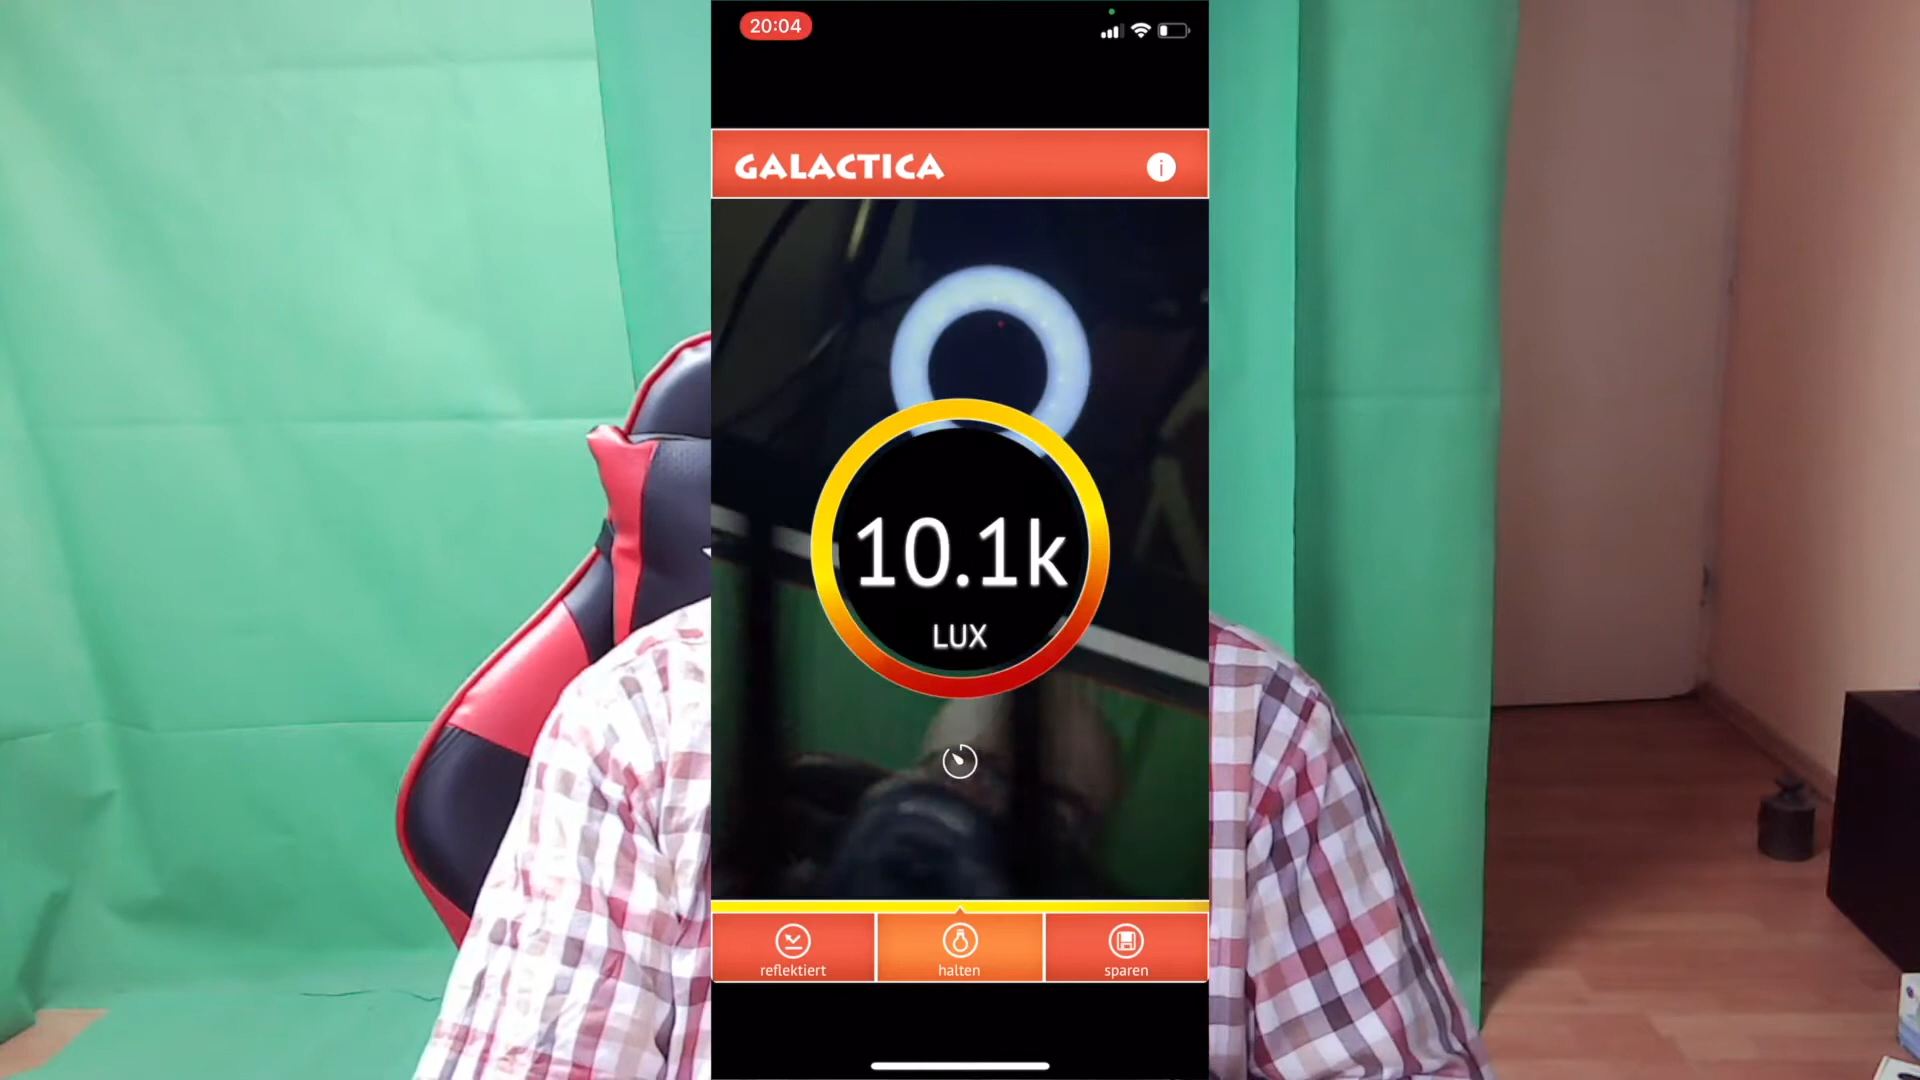 20:04
GALACTICA
i
10.1k
LUX
reflektiert
halten
sparen